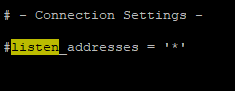 # - Connection Settings -
#listen_addresses = '*'